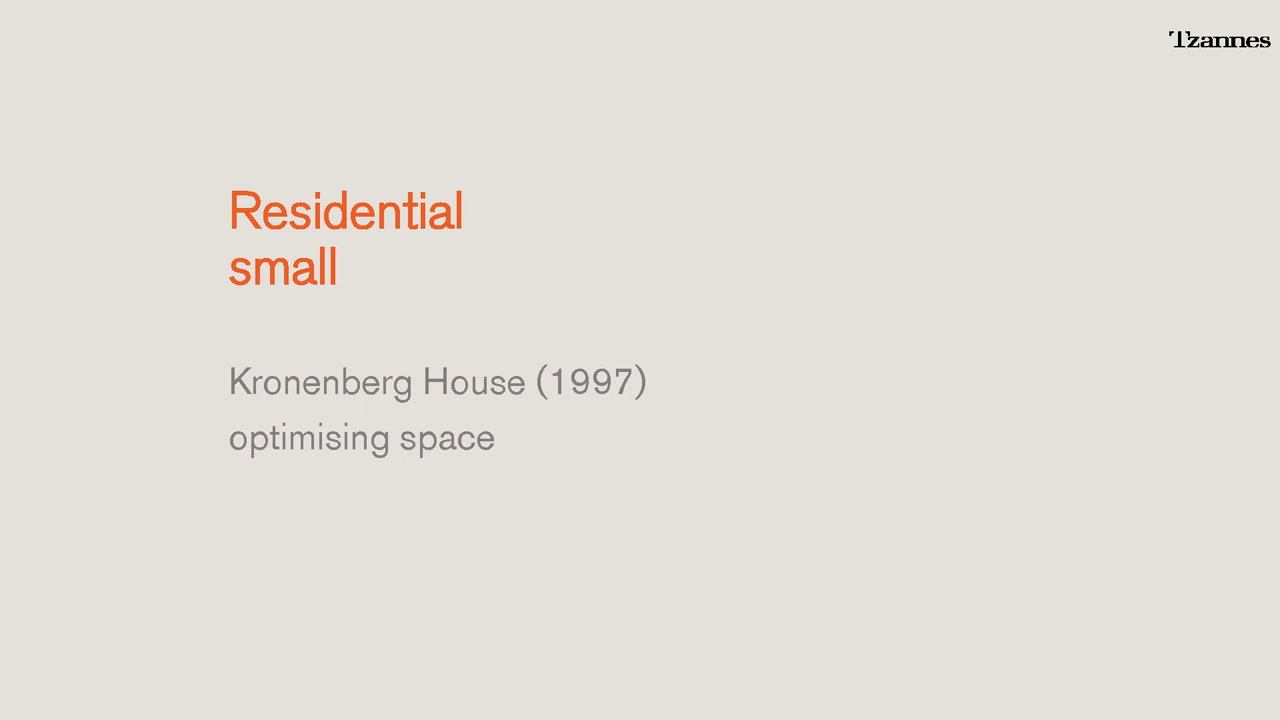 Tzannes
Residential
small
Kronenberg House (1997)
optimising space